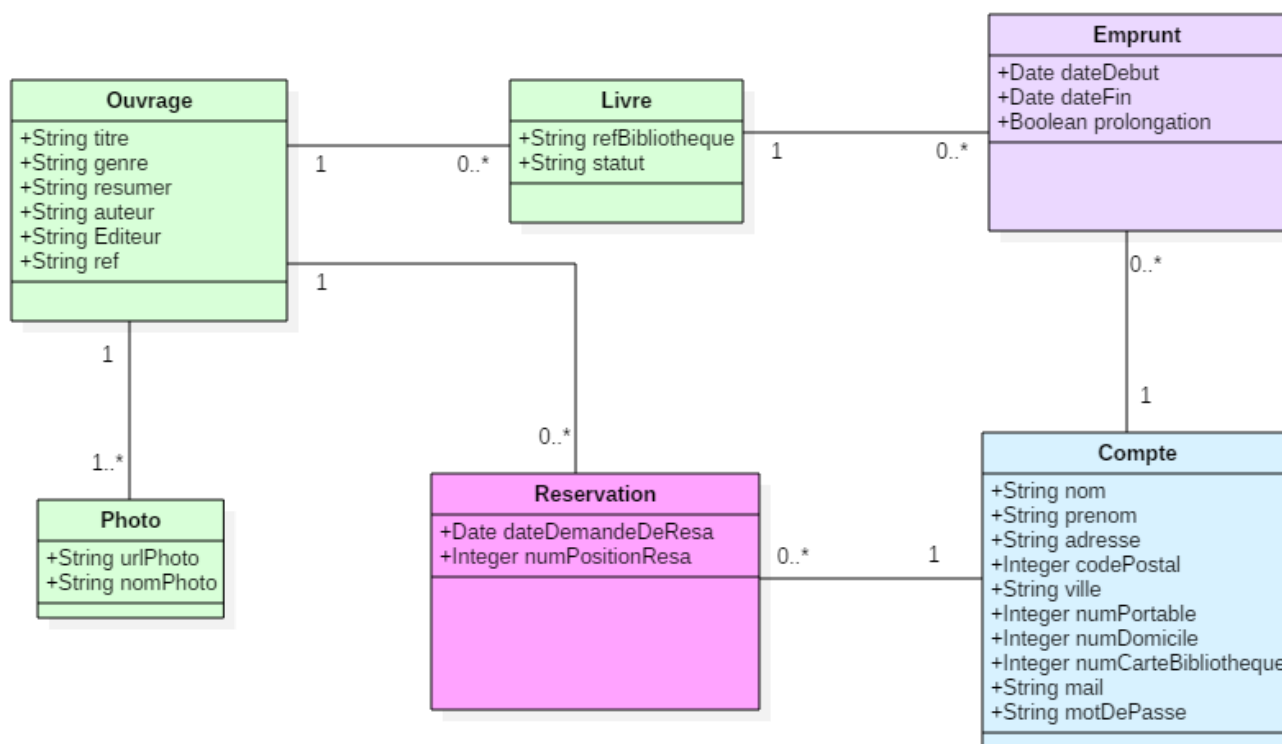 Emprunt
+Date dateDebut
+Date dateFin
+Boolean prolongation
Ouvrage
+String titre
+String genre
+String resumer
+String auteur
+String Editeur
+String ref
Livre
+String refBibliotheque
+String statut
1
0..*
1
0..*
1
0..*
1
1
0..*
1..*
1
Photo
+String urlPhoto
+String nomPhoto
Reservation
+Date dateDemandeDeResa
+Integer numPositionResa
0..*
1
Compte
+String nom
+String prenom
+String adresse
+Integer codePostal
+String ville
+Integer numPortable
+Integer numDomicile
+Integer numCarteBibliotheque
+String mail
+String motDePasse